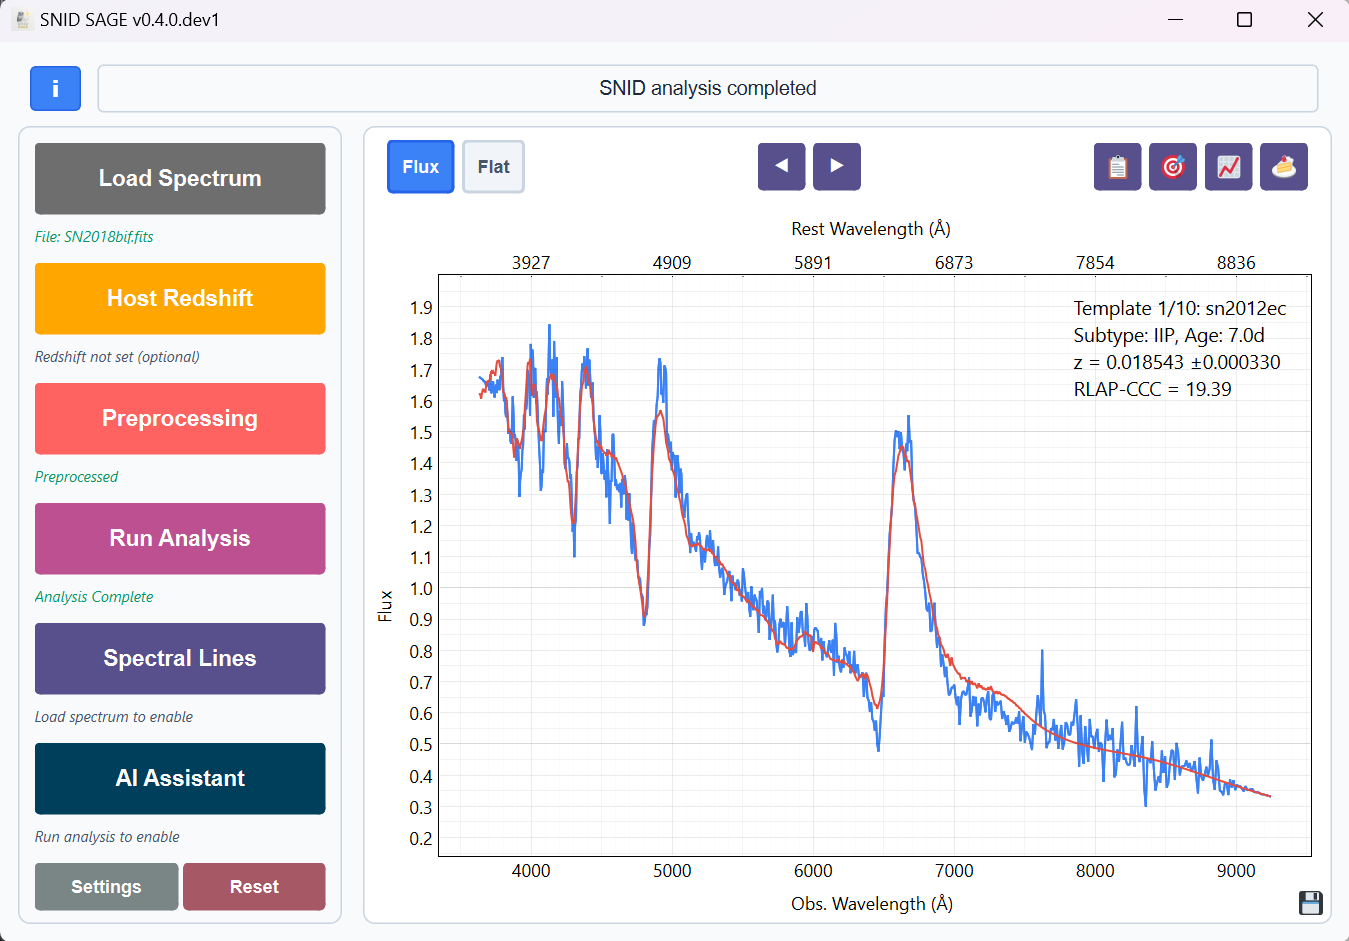 SNID SAGE v0.4.0.dev1
i
SNID analysis completed
Load Spectrum
File: SN2018bif.fits
Host Redshift
Redshift not set (optional)
Preprocessing
Preprocessed
Run Analysis
Analysis Complete
Spectral Lines
Load spectrum to enable
AI Assistant
Run analysis to enable
Settings
Reset
Flux
Flat
Rest Wavelength (Å)
3927 4909 5891 6873 7854 8836
Template 1/10: sn2012ec
Subtype: IIP, Age: 7.0d
z = 0.018543 ±0.000330
RLAP-CCC = 19.39
1.9
1.8
1.7
1.6
1.5
1.4
1.3
1.2
1.1
1.0
0.9
0.8
0.7
0.6
0.5
0.4
0.3
0.2
Flux
4000 5000 6000 7000 8000 9000
Obs. Wavelength (Å)